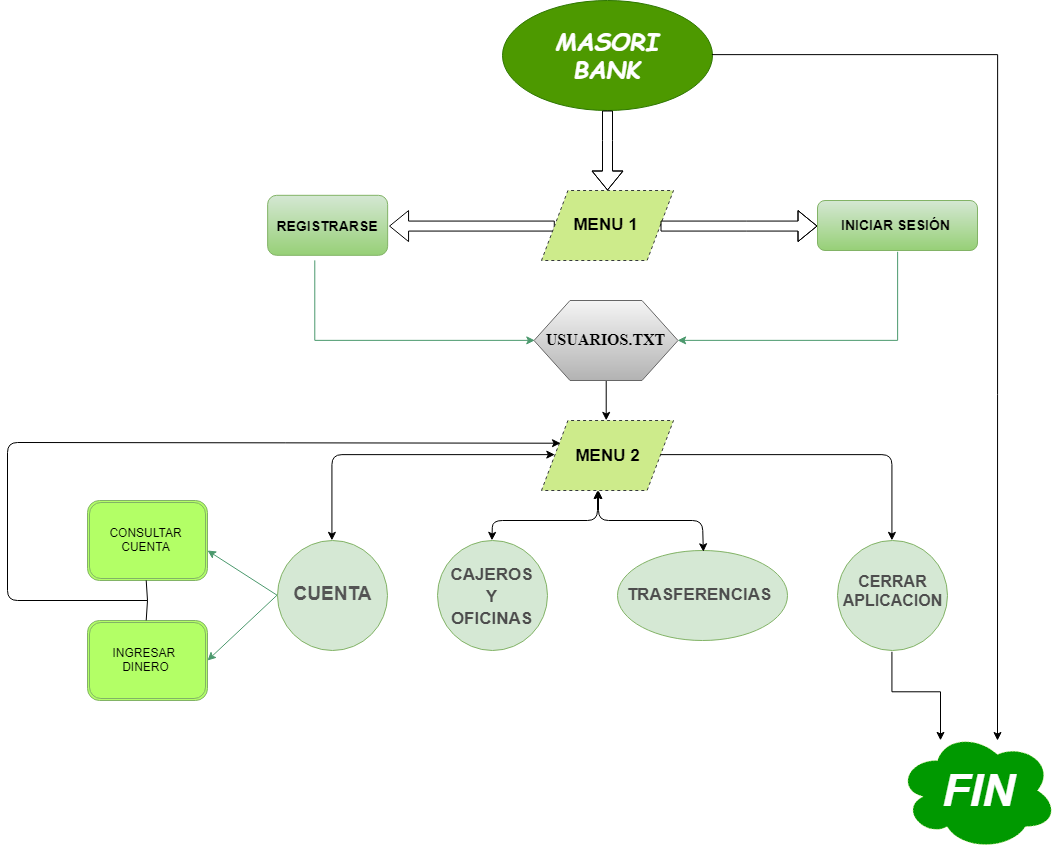 MASORI
BANK
REGISTRARSE
MENU 1
INICIAR SESIÓN
USUARIOS.TXT
MENU 2
CONSULTAR
CUENTA
INGRESAR
DINERO
CUENTA
CAJEROS
Y
OFICINAS
TRASFERENCIAS
CERRAR
APLICACION
FIN